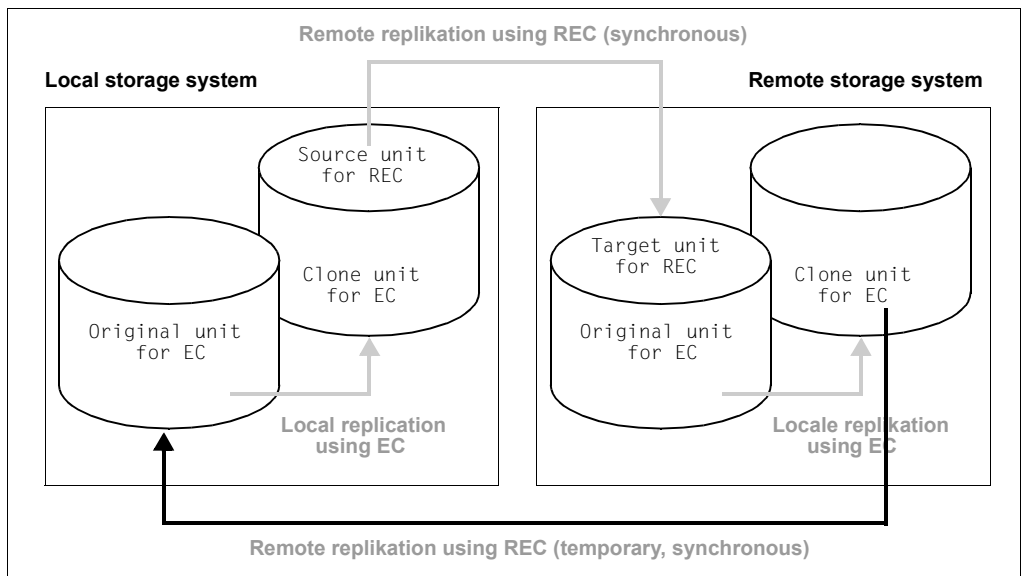 Remote replikation using REC (synchronous)
Local storage system
Remote storage system
Source unit
for REC
Clone unit
for EC
Original unit
for EC
Local replication
using EC
Target unit
for REC
Clone unit
for EC
Original unit
for EC
Locale replikation
using EC
Remote replikation using REC (temporary, synchronous)